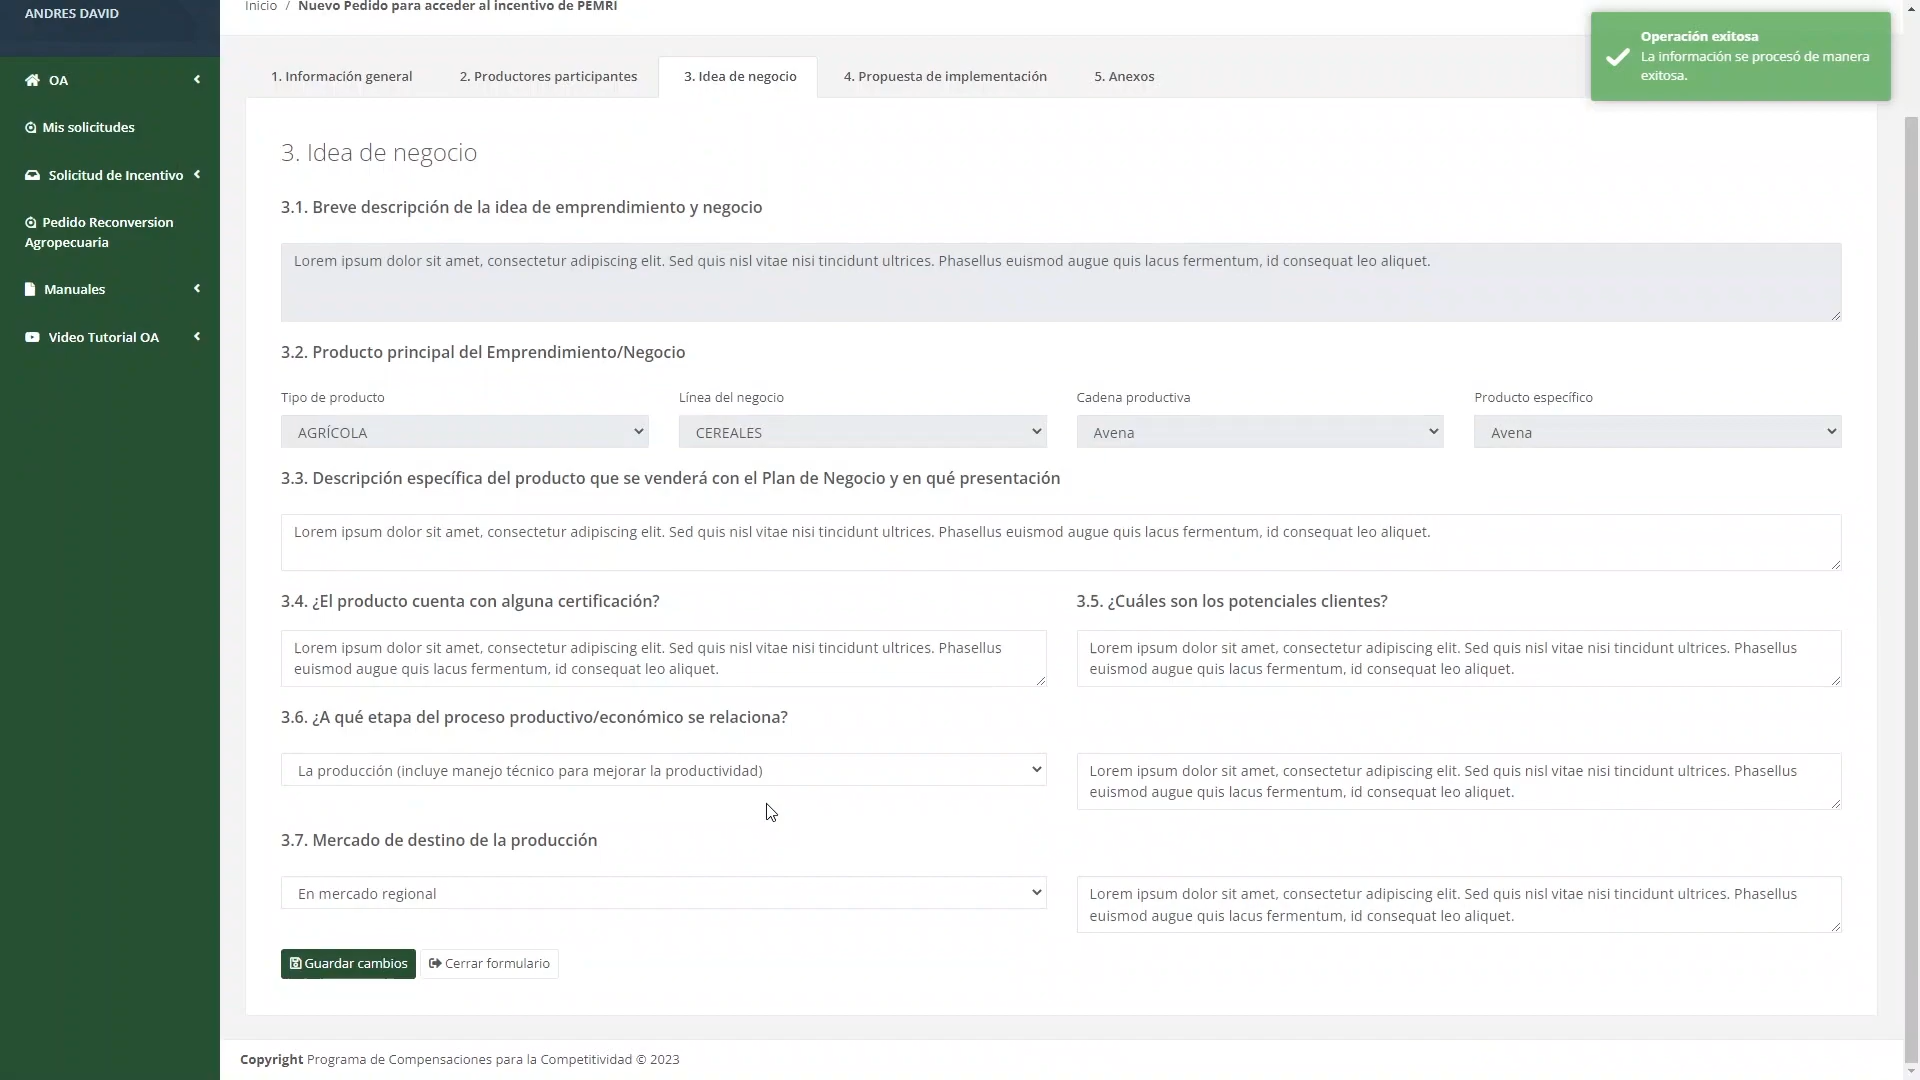 ANDRES DAVID
OA
Mis solicitudes
Solicitud de Incentivo
Pedido Reconversion
Agropecuaria
Manuales
Video Tutorial OA
Inicio / Nuevo Pedido para acceder al incentivo de PEMRI
Operación exitosa
La información se procesó de manera
exitosa.
1. Información general
2. Productores participantes
3. Idea de negocio
4. Propuesta de implementación
5. Anexos
3. Idea de negocio
3.1. Breve descripción de la idea de emprendimiento y negocio
Lorem ipsum dolor sit amet, consectetur adipiscing elit. Sed quis nisl vitae nisi tincidunt ultrices. Phasellus euismod augue quis lacus fermentum, id consequat leo aliquet.
3.2. Producto principal del Emprendimiento/Negocio
Tipo de producto
Línea del negocio
Cadena productiva
Producto específico
AGRÍCOLA
CEREALES
Avena
Avena
3.3. Descripción específica del producto que se venderá con el Plan de Negocio y en qué presentación
Lorem ipsum dolor sit amet, consectetur adipiscing elit. Sed quis nisl vitae nisi tincidunt ultrices. Phasellus euismod augue quis lacus fermentum, id consequat leo aliquet.
3.4. ¿El producto cuenta con alguna certificación?
Lorem ipsum dolor sit amet, consectetur adipiscing elit. Sed quis nisl vitae nisi tincidunt ultrices. Phasellus
euismod augue quis lacus fermentum, id consequat leo aliquet.
3.5. ¿Cuáles son los potenciales clientes?
Lorem ipsum dolor sit amet, consectetur adipiscing elit. Sed quis nisl vitae nisi tincidunt ultrices. Phasellus
euismod augue quis lacus fermentum, id consequat leo aliquet.
3.6. ¿A qué etapa del proceso productivo/económico se relaciona?
La producción (incluye manejo técnico para mejorar la productividad)
Lorem ipsum dolor sit amet, consectetur adipiscing elit. Sed quis nisl vitae nisi tincidunt ultrices. Phasellus
euismod augue quis lacus fermentum, id consequat leo aliquet.
3.7. Mercado de destino de la producción
En mercado regional
Lorem ipsum dolor sit amet, consectetur adipiscing elit. Sed quis nisl vitae nisi tincidunt ultrices. Phasellus
euismod augue quis lacus fermentum, id consequat leo aliquet.
Guardar cambios
Cerrar formulario
Copyright Programa de Compensaciones para la Competitividad © 2023